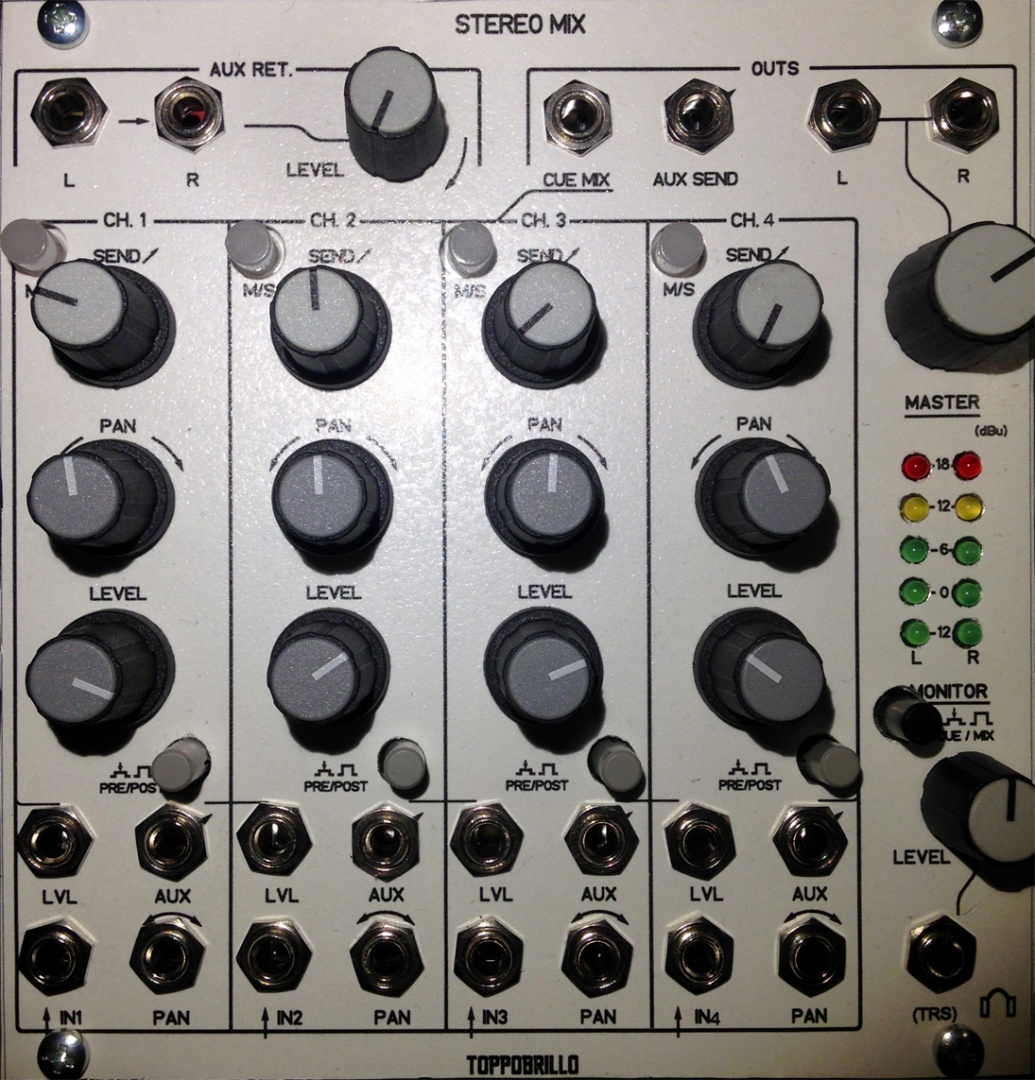 STEREO MIX
AUX RET. OUTS
L R LEVEL CUE MIX AUX SEND L R
CH. 1 CH. 2 CH. 3 CH. 4
SEND SEND SEND SEND
M/S M/S M/S
PAN PAN PAN PAN
MASTER
(dBu)
18
12
6
0
-12
L R
LEVEL LEVEL LEVEL LEVEL
MONITOR
/ MIX
PRE/POST PRE/POST PRE/POST PRE/POST
LEVEL
LVL AUX LVL AUX LVL AUX LVL AUX
IN1 PAN IN2 PAN IN3 PAN IN4 PAN
(TRS)
TOPPOBRILLO